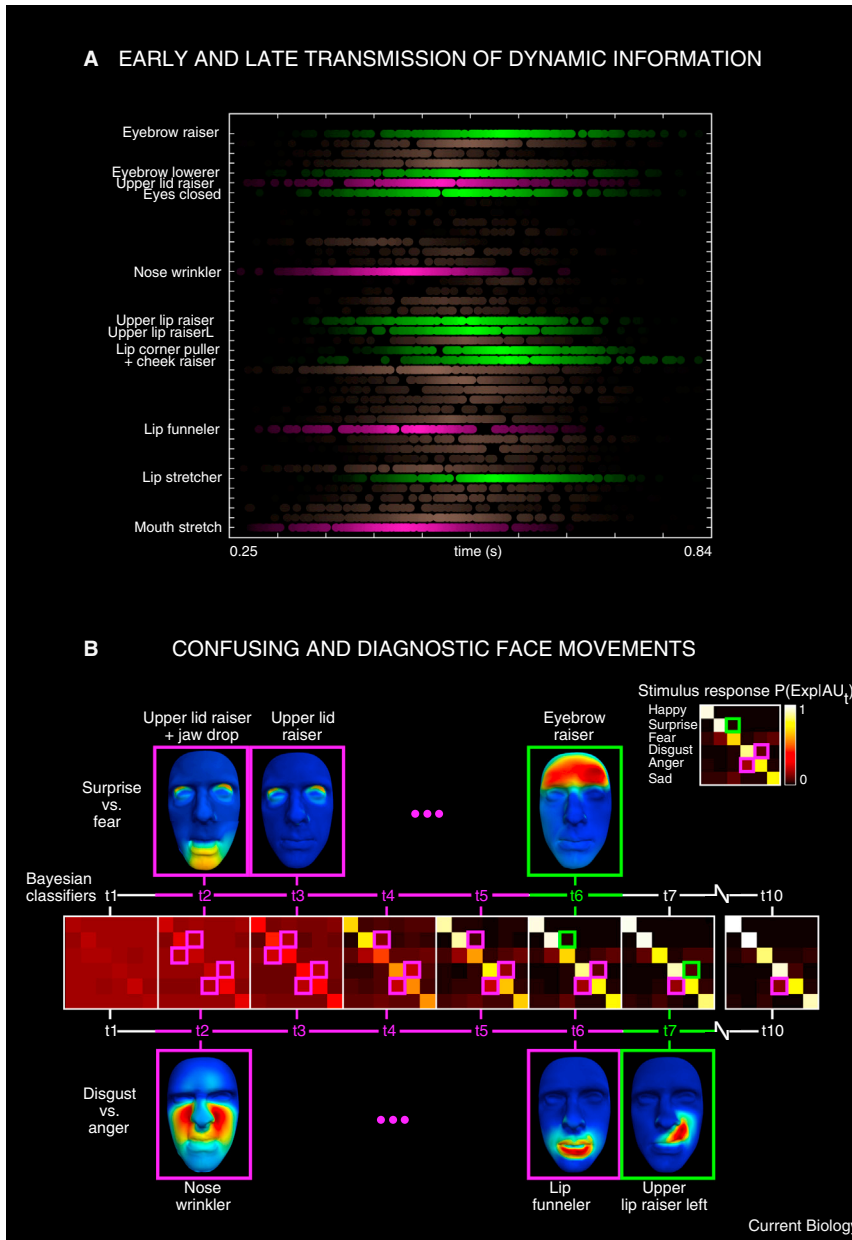 A EARLY AND LATE TRANSMISSION OF DYNAMIC INFORMATION
Eyebrow raiser
Eyebrow lowerer
Upper lid raiser
Eyes closed
Nose wrinkler
Upper lip raiser
Upper lip raiserL
Lip corner puller
+ cheek raiser
Lip funneler
Lip stretcher
Mouth stretch
0.25 time (s) 0.84
B CONFUSING AND DIAGNOSTIC FACE MOVEMENTS
Stimulus response P(Exp|AUt)
Happy
Surprise
Fear
Disgust
Anger
Sad
1
0
Upper lid raiser
+ jaw drop
Upper lid
raiser
Eyebrow
raiser
Surprise
vs.
fear
Bayesian
classifiers
t1 t2 t3 t4 t5 t6 t7 t10
t1 t2 t3 t4 t5 t6 t7 t10
Disgust
vs.
anger
Nose
wrinkler
Lip
funneler
Upper
lip raiser left
Current Biology